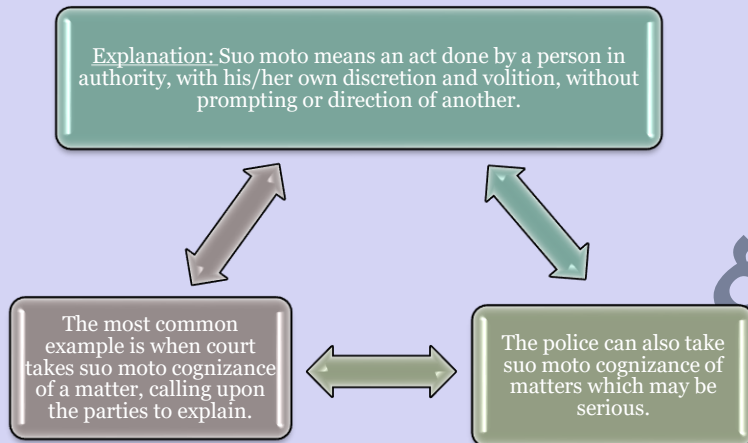 Explanation: Suo moto means an act done by a person in
authority, with his/her own discretion and volition, without
prompting or direction of another.
The most common
example is when court
takes suo moto cognizance
of a matter, calling upon
the parties to explain.
The police can also take
suo moto cognizance of
matters which may be
serious.